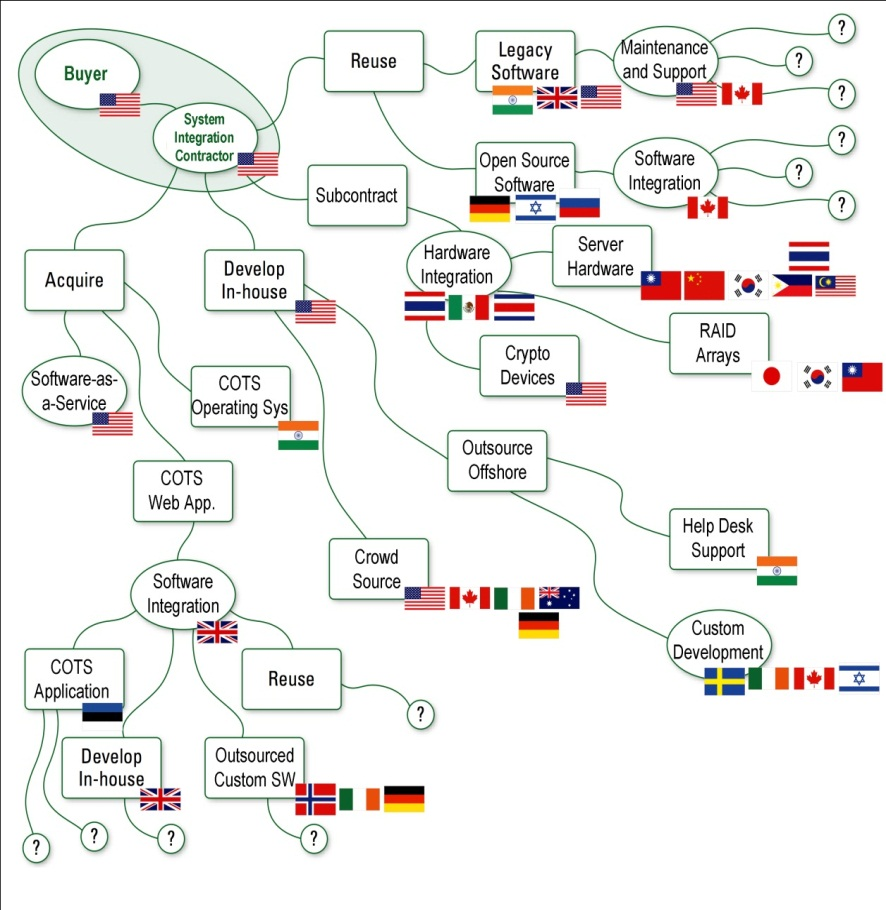 Buyer
System
Integration
Contractor
Reuse
Legacy
Software
Maintenance
and Support
?
?
?
Open Source
Software
Software
Integration
?
?
?
Subcontract
Hardware
Integration
Server
Hardware
RAID
Arrays
Crypto
Devices
Acquire
Develop
In-house
Software-as-
a-Service
COTS
Operating Sys
COTS
Web App.
Outsource
Offshore
Help Desk
Support
Crowd
Source
Custom
Development
Software
Integration
COTS
Application
Reuse
?
Develop
In-house
Outsourced
Custom SW
?
?
?
?